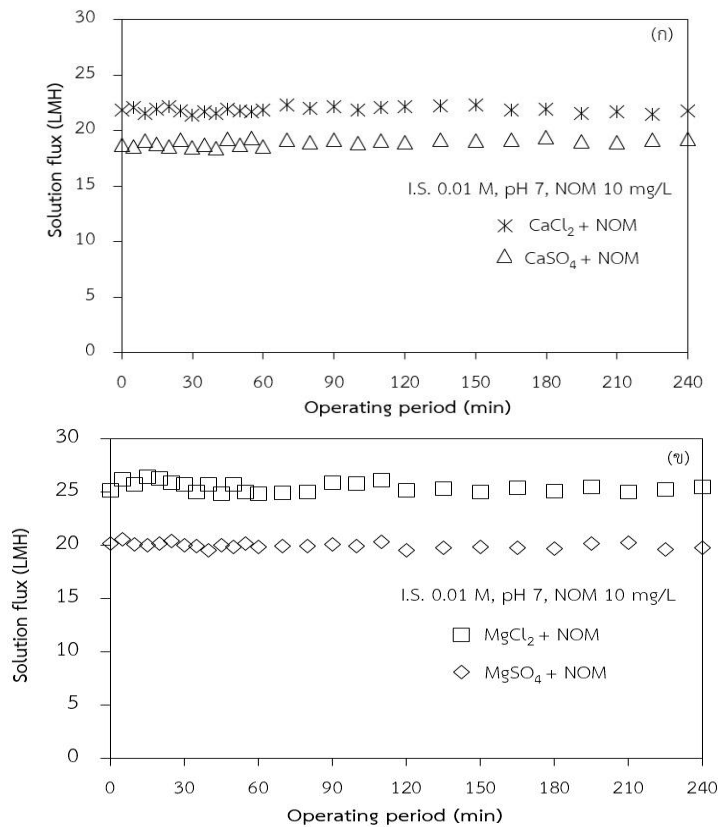 30
(ก)
25
20
15
10
5
0
Solution flux (LMH)
I.S. 0.01 M, pH 7, NOM 10 mg/L
CaCl₂ + NOM
CaSO₄ + NOM
0 30 60 90 120 150 180 210 240
Operating period (min)
30
(ข)
25
20
15
10
5
0
Solution flux (LMH)
I.S. 0.01 M, pH 7, NOM 10 mg/L
MgCl₂ + NOM
MgSO₄ + NOM
0 30 60 90 120 150 180 210 240
Operating period (min)